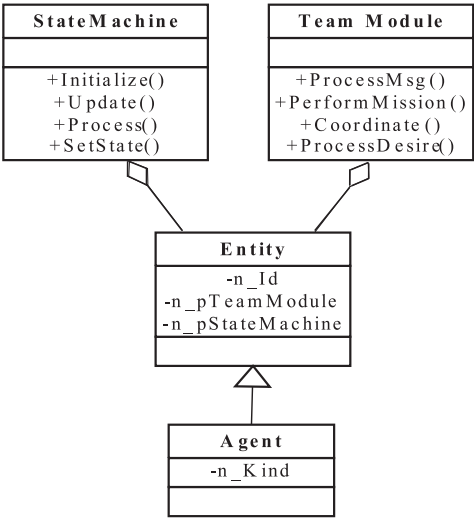 StateMachine
+Initialize()
+Update()
+Process()
+SetState()
Team Module
+ProcessMsg()
+PerformMission()
+Coordinate()
+ProcessDesire()
Entity
-n_Id
-n_pTeamModule
-n_pStateMachine
Agent
-n_Kind